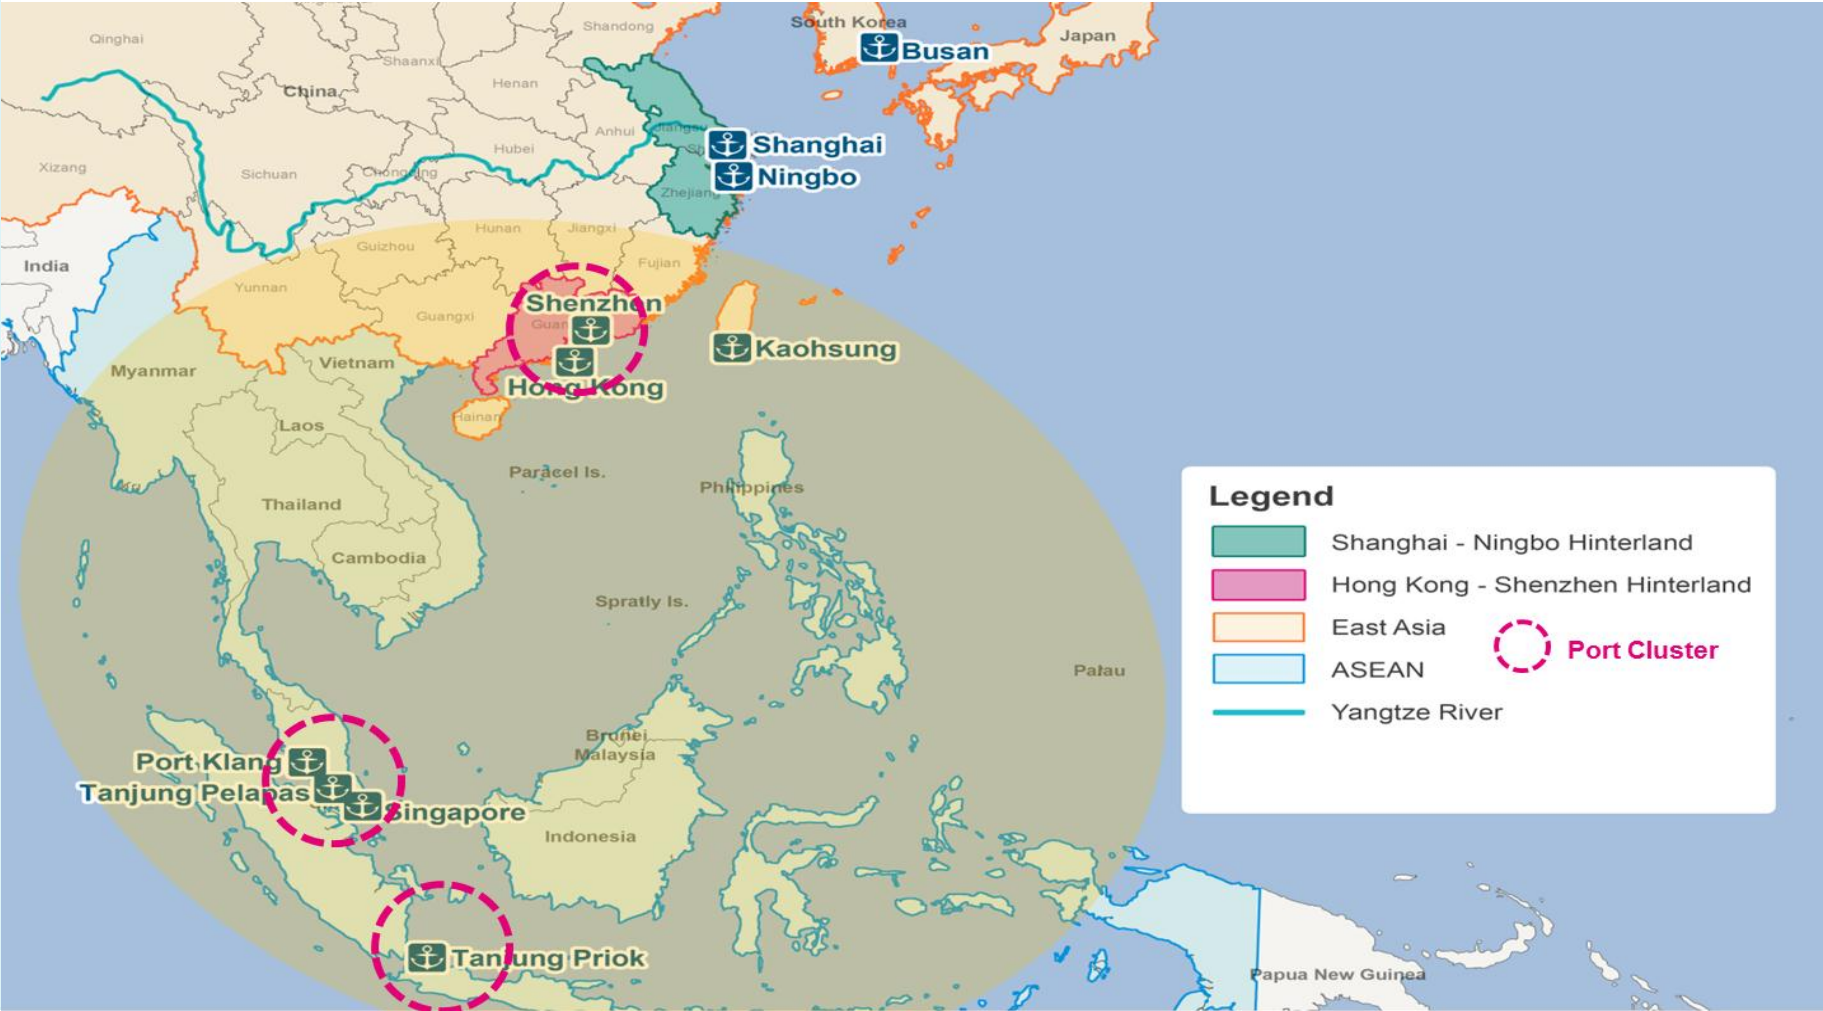 South Korea
Shandong
Japan
Qinghai
Busan
Shaanxi
Henan
China
Anhui
Jiangsu
Shanghai
Hubei
Xizang
Sichuan
Chongqing
Ningbo
Zhejiang
Hunan
Jiangxi
Guizhou
India
Fujian
Yunnan
Shenzhen
Guangxi
Kaohsung
Vietnam
Myanmar
Hong Kong
Hainan
Laos
Paracel Is.
Philippines
Thailand
Cambodia
Spratly Is.
Palau
Legend
Shanghai - Ningbo Hinterland
Hong Kong - Shenzhen Hinterland
East Asia
Port Cluster
ASEAN
Yangtze River
Brunei
Malaysia
Port Klang
Tanjung Pelapas
Singapore
Indonesia
Tanjung Priok
Papua New Guinea